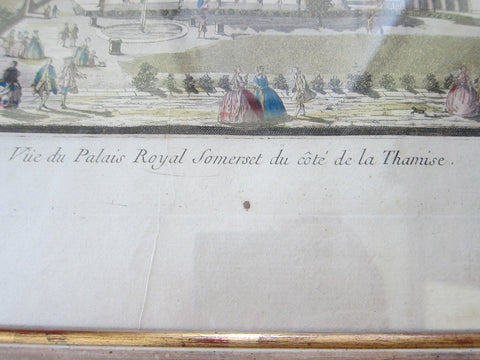 Vüe du Palais Royal Somerset du côté de la Thamise.